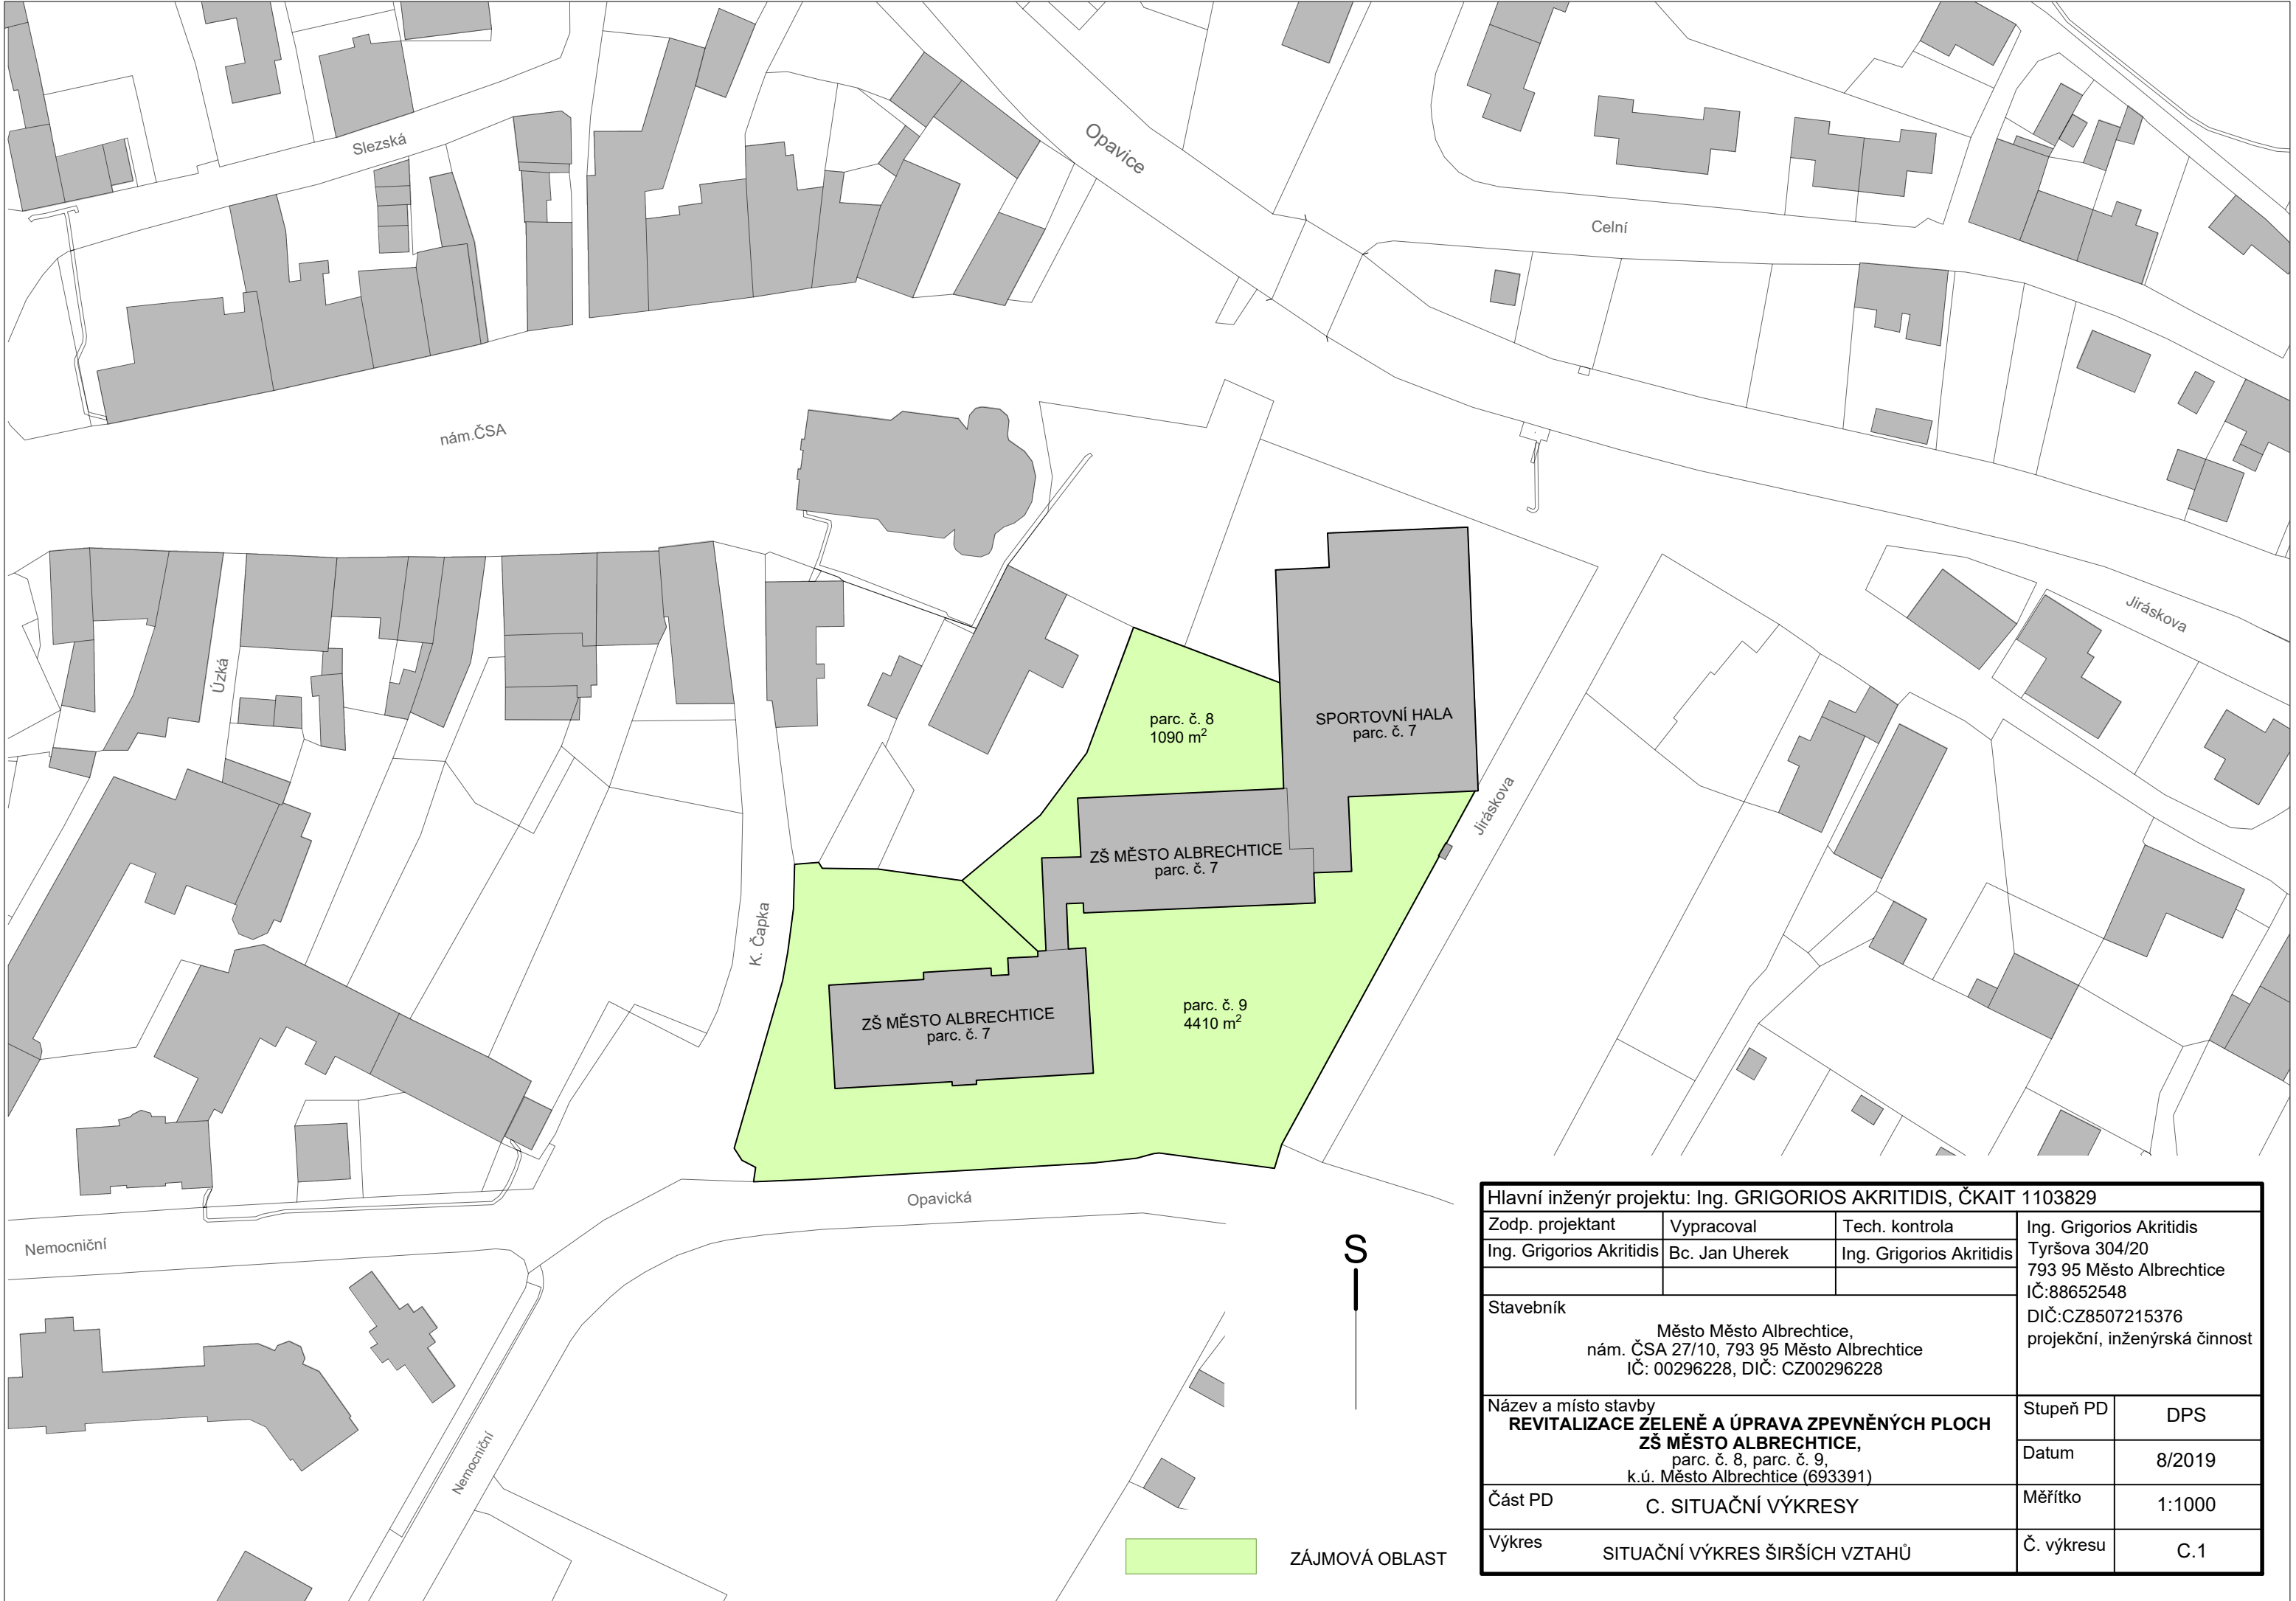 Slezská
Opavice
Celní
nám.ČSA
Jiráskova
Úzká
parc. č. 8
1090 m²
SPORTOVNÍ HALA
parc. č. 7
Jiráskova
ZŠ MĚSTO ALBRECHTICE
parc. č. 7
K. Čapka
parc. č. 9
4410 m²
ZŠ MĚSTO ALBRECHTICE
parc. č. 7
Opavická
Nemocniční
Nemocniční
S
ZÁJMOVÁ OBLAST
Hlavní inženýr projektu: Ing. GRIGORIOS AKRITIDIS, ČKAIT 1103829
Zodp. projektant
Vypracoval
Tech. kontrola
Ing. Grigorios Akritidis
Bc. Jan Uherek
Ing. Grigorios Akritidis
Ing. Grigorios Akritidis
Tyršova 304/20
793 95 Město Albrechtice
IČ:88652548
DIČ:CZ8507215376
projekční, inženýrská činnost
Stavebník
Město Město Albrechtice,
nám. ČSA 27/10, 793 95 Město Albrechtice
IČ: 00296228, DIČ: CZ00296228
Název a místo stavby
REVITALIZACE ZELENĚ A ÚPRAVA ZPEVNĚNÝCH PLOCH
ZŠ MĚSTO ALBRECHTICE,
parc. č. 8, parc. č. 9,
k.ú. Město Albrechtice (693391)
Stupeň PD
DPS
Datum
8/2019
Část PD
C. SITUAČNÍ VÝKRESY
Měřítko
1:1000
Výkres
SITUAČNÍ VÝKRES ŠIRŠÍCH VZTAHŮ
Č. výkresu
C.1